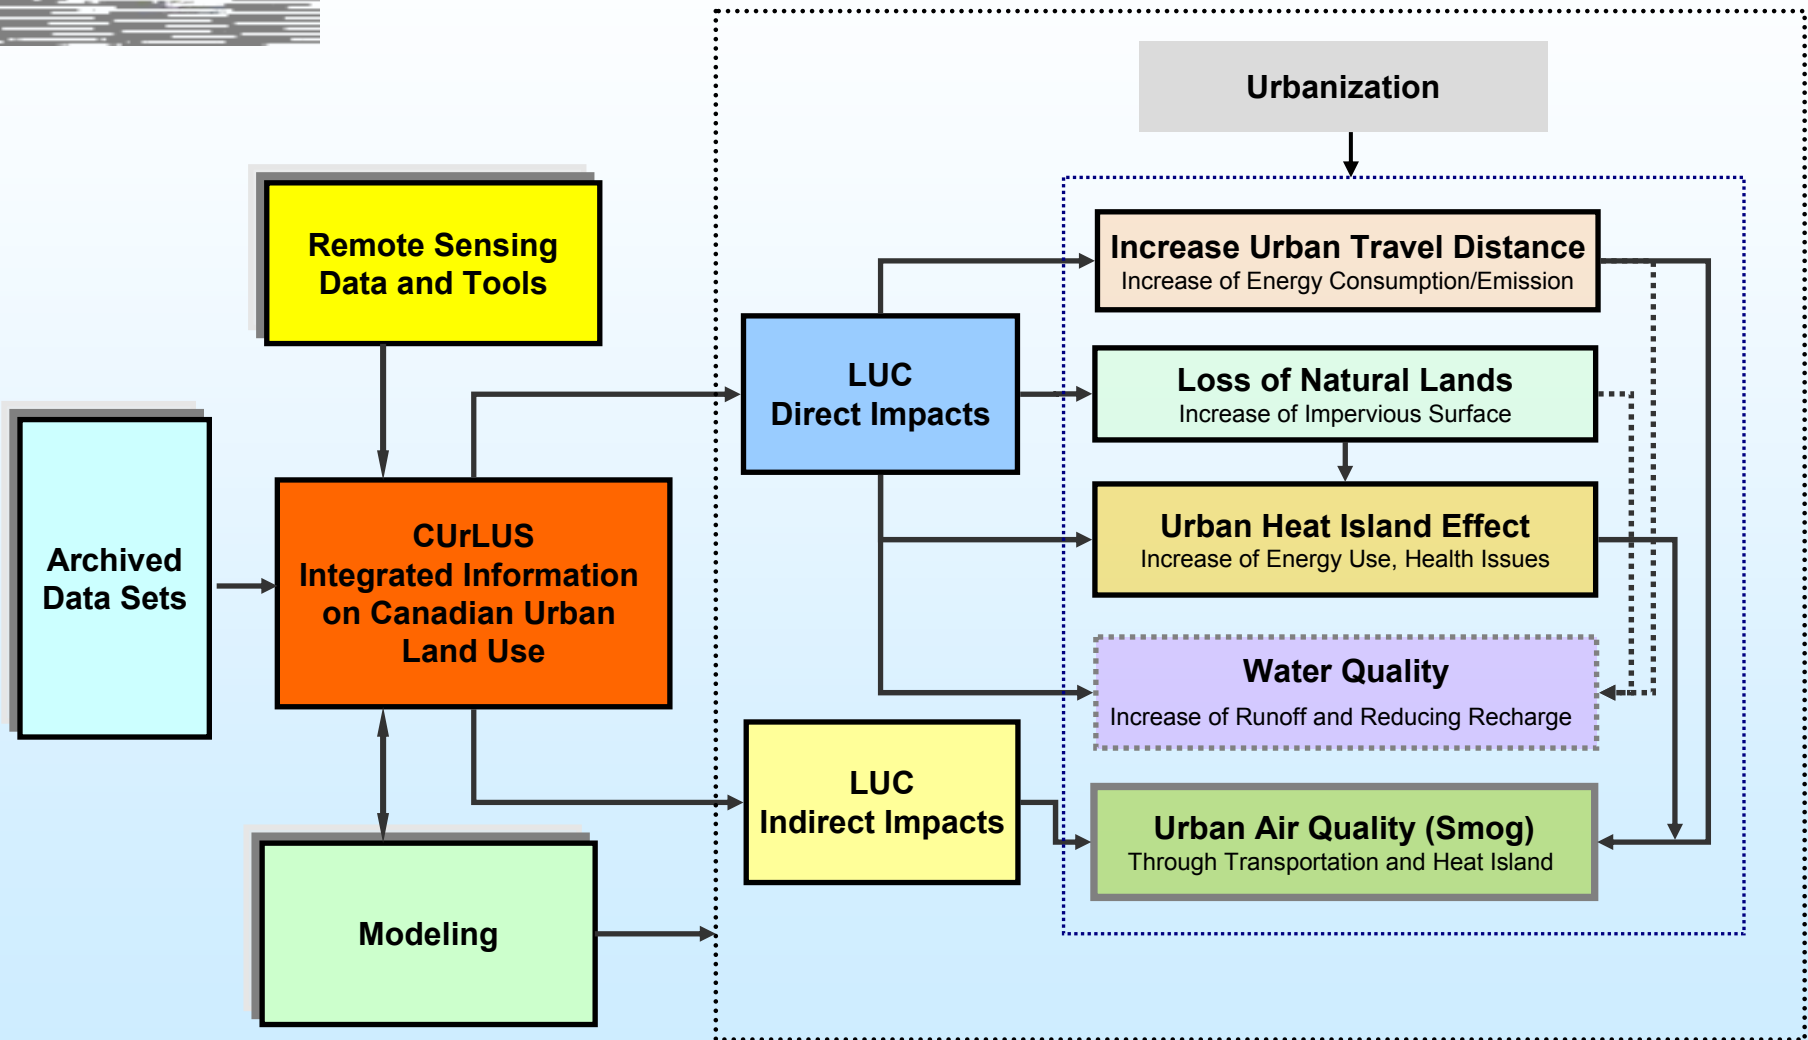 Urbanization
Remote Sensing
Data and Tools
Increase Urban Travel Distance
Increase of Energy Consumption/Emission
LUC
Direct Impacts
Loss of Natural Lands
Increase of Impervious Surface
Archived
Data Sets
CUrLUS
Integrated Information
on Canadian Urban
Land Use
Urban Heat Island Effect
Increase of Energy Use, Health Issues
Water Quality
Increase of Runoff and Reducing Recharge
LUC
Indirect Impacts
Urban Air Quality (Smog)
Through Transportation and Heat Island
Modeling